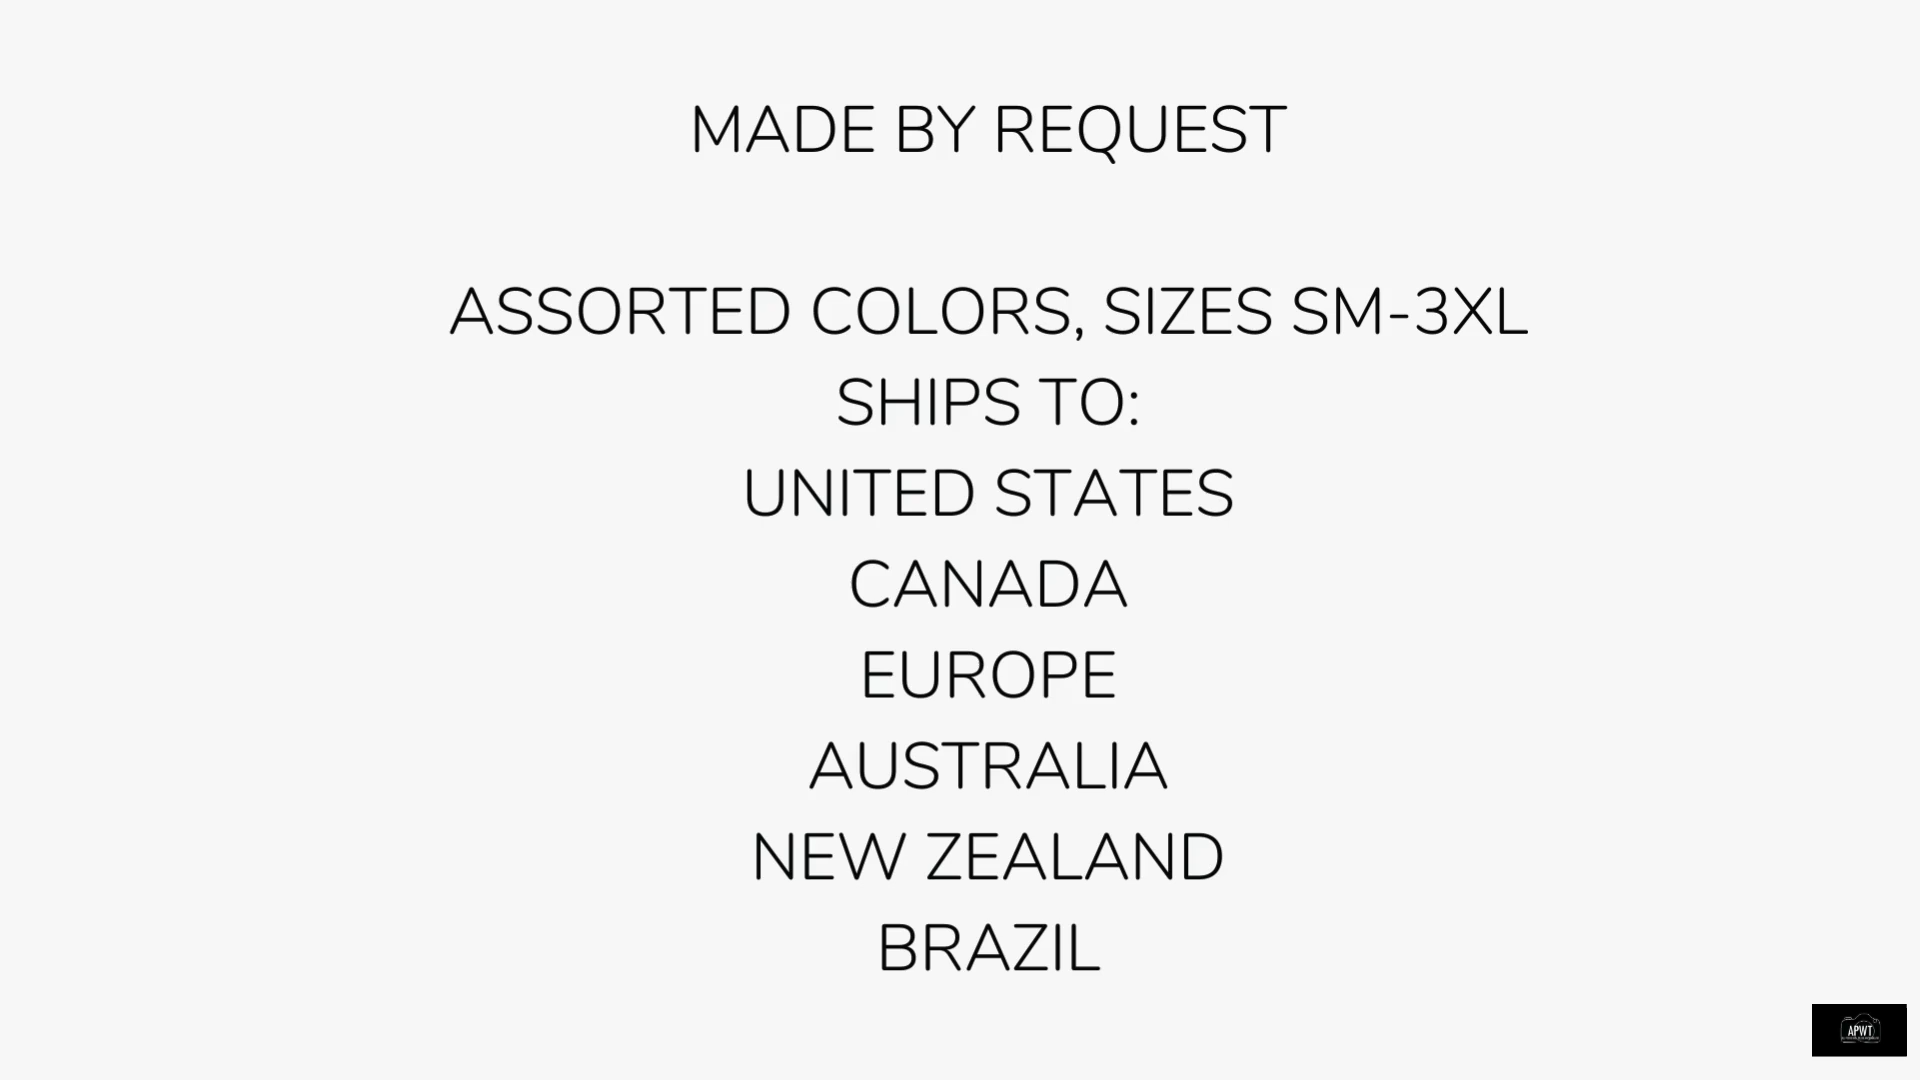 MADE BY REQUEST
ASSORTED COLORS, SIZES SM-3XL
SHIPS TO:
UNITED STATES
CANADA
EUROPE
AUSTRALIA
NEW ZEALAND
BRAZIL
APWT